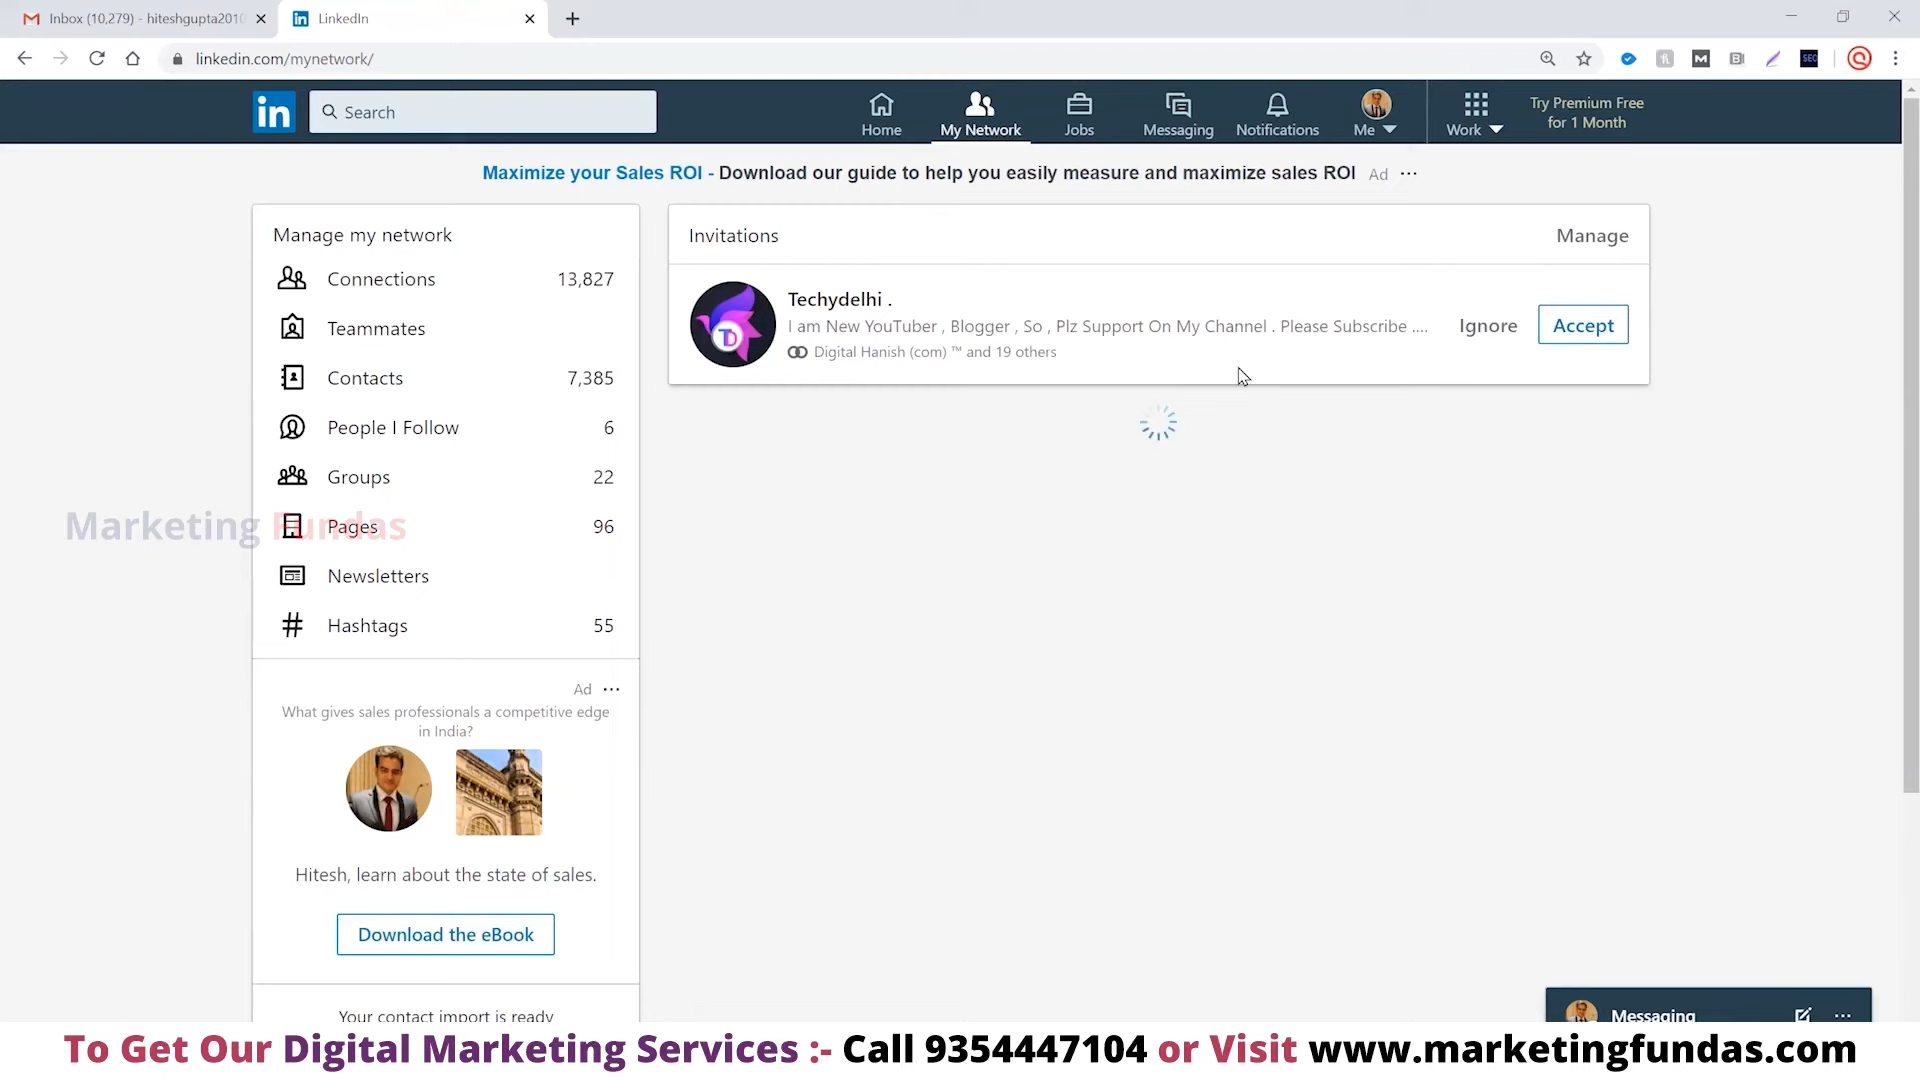 Inbox (10,279) - hiteshgupta2010
LinkedIn
linkedin.com/mynetwork/
in
Search
Home
My Network
Jobs
Messaging
Notifications
Me
Work
Try Premium Free
for 1 Month
Maximize your Sales ROI - Download our guide to help you easily measure and maximize sales ROI
Ad
Manage my network
Connections 13,827
Teammates
Contacts 7,385
People I Follow 6
Groups 22
Pages 96
Newsletters
Hashtags 55
Marketing Fundas
Ad
What gives sales professionals a competitive edge
in India?
Hitesh, learn about the state of sales.
Download the eBook
Your contact import is ready
Invitations
Manage
Techydelhi .
I am New YouTuber , Blogger , So , Plz Support On My Channel . Please Subscribe ....
Digital Hanish (com) ™ and 19 others
Ignore
Accept
Messaging
To Get Our Digital Marketing Services :- Call 9354447104 or Visit www.marketingfundas.com